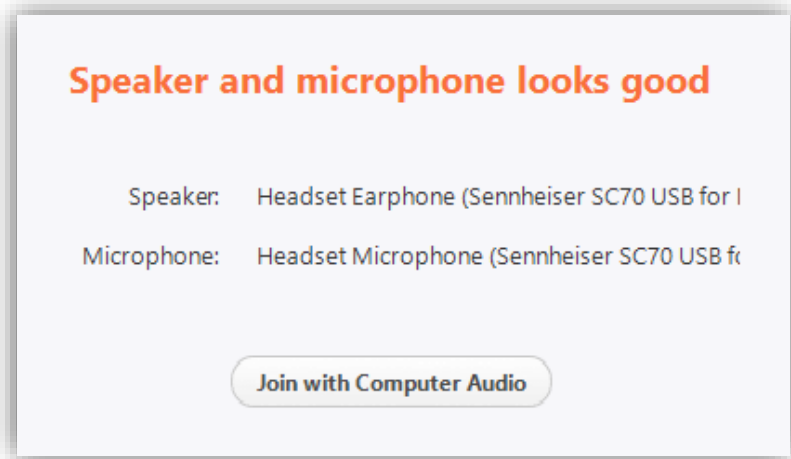 Speaker and microphone looks good
Speaker: Headset Earphone (Sennheiser SC70 USB for
Microphone: Headset Microphone (Sennheiser SC70 USB
Join with Computer Audio